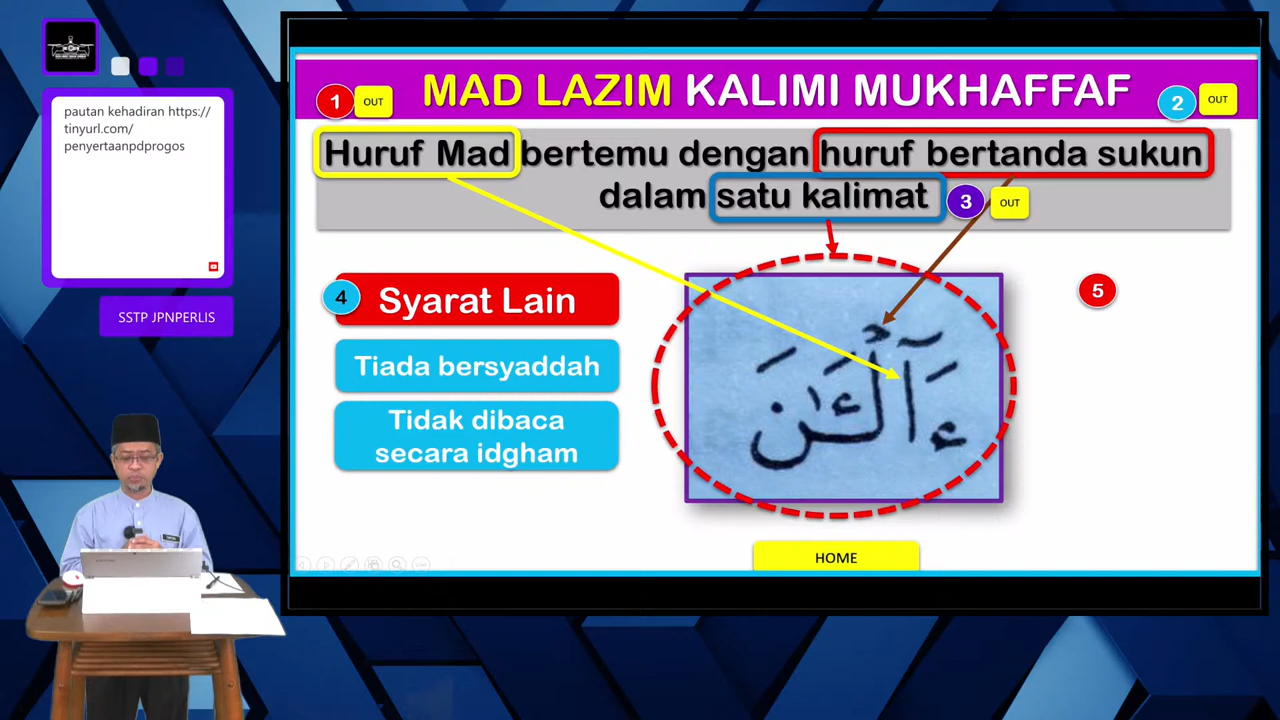 pautan kehadiran https://
tinyurl.com/
penyertaanpdprogos
SSTP JPNPERLIS
1 OUT MAD LAZIM KALIMI MUKHAFFAF 2 OUT
Huruf Mad bertemu dengan huruf bertanda sukun
dalam satu kalimat 3 OUT
4 Syarat Lain
Tiada bersyaddah
Tidak dibaca
secara idgham
ءَآلْـَٰٔنَ
5
HOME